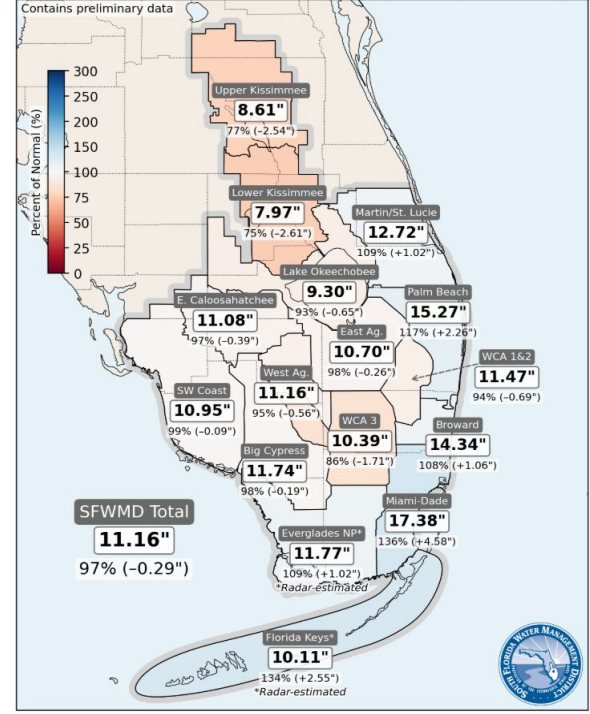 Contains preliminary data
Percent of Normal (%)
300
250
200
150
100
75
50
25
0
Upper Kissimmee
8.61"
77% (−2.54")
Lower Kissimmee
7.97"
75% (−2.61")
Martin/St. Lucie
12.72"
109% (+1.02")
Lake Okeechobee
9.30"
93% (−0.65")
Palm Beach
15.27"
117% (+2.26")
E. Caloosahatchee
11.08"
97% (−0.39")
East Ag.
10.70"
98% (−0.26")
WCA 1&2
11.47"
94% (−0.69")
West Ag.
11.16"
95% (−0.56")
SW Coast
10.95"
99% (−0.09")
WCA 3
10.39"
86% (−1.71")
Broward
14.34"
108% (+1.06")
Big Cypress
11.74"
98% (−0.19")
Miami-Dade
17.38"
136% (+4.58")
SFWMD Total
11.16"
97% (−0.29")
Everglades NP*
11.77"
109% (+1.02")
*Radar-estimated
Florida Keys*
10.11"
134% (+2.55")
*Radar-estimated
SOUTH FLORIDA WATER MANAGEMENT DISTRICT